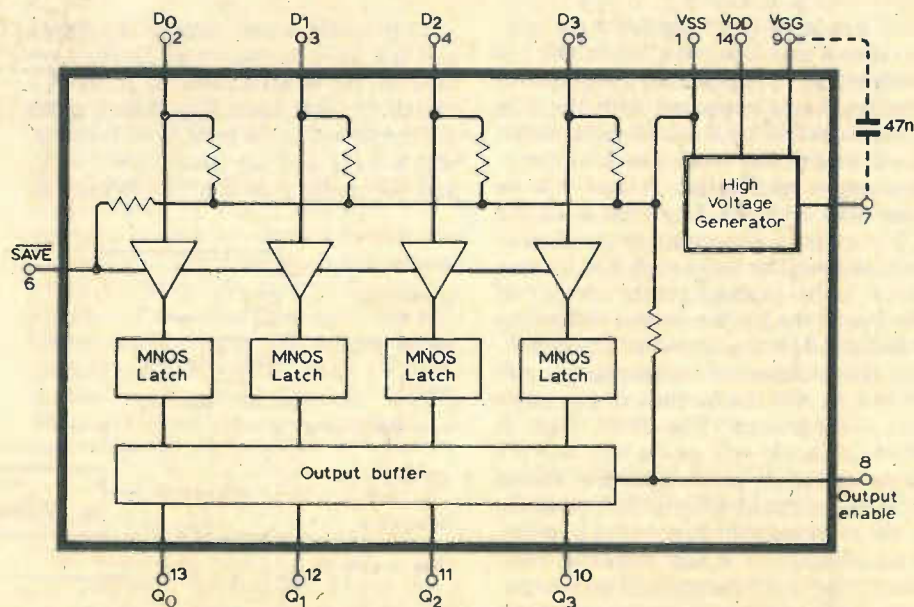 D0 D1 D2 D3 VSS VDD VGG
2 3 4 5 1 14 9
47n
High
Voltage
Generator
7
SAVE
6
MNOS
Latch
MNOS
Latch
MNOS
Latch
MNOS
Latch
Output buffer
8
Output
enable
13 12 11 10
Q0 Q1 Q2 Q3